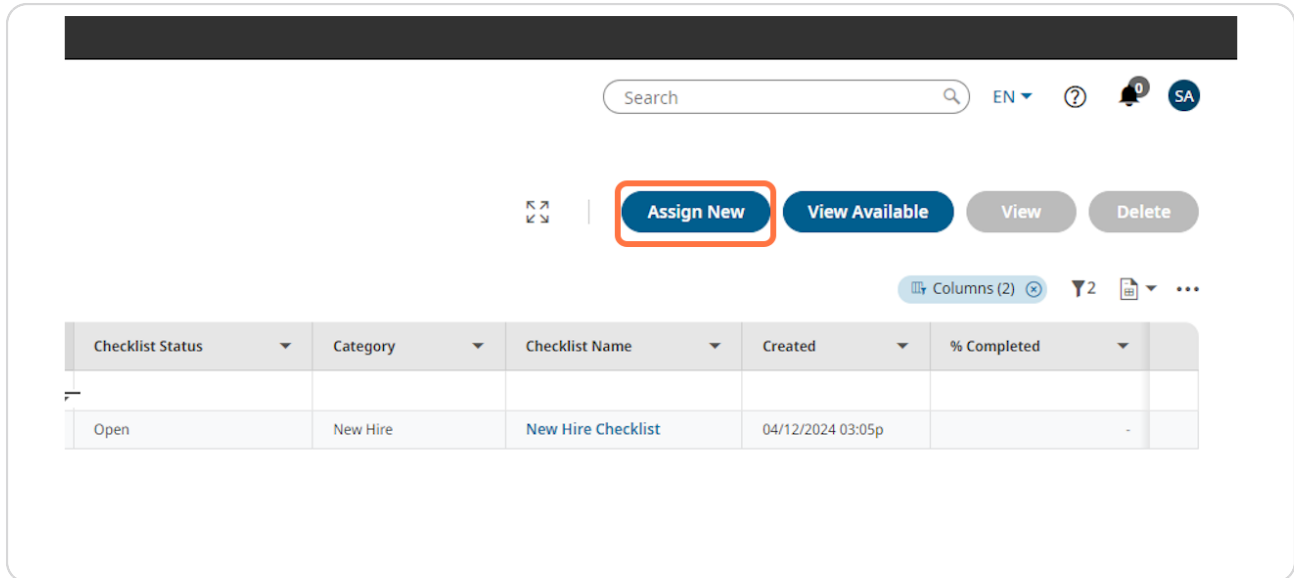 Search EN 0 SA
Assign New View Available View Delete
Columns (2) 2
Checklist Status Category Checklist Name Created % Completed
Open New Hire New Hire Checklist 04/12/2024 03:05p -